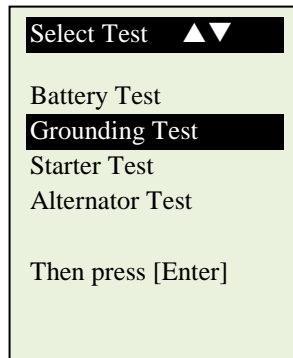 Select Test ▲▼
Battery Test
Grounding Test
Starter Test
Alternator Test
Then press [Enter]